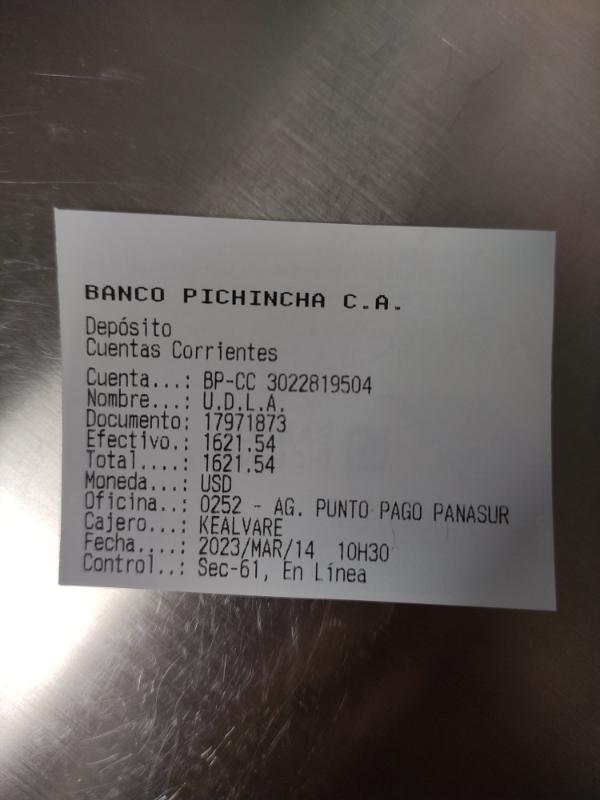 BANCO PICHINCHA C.A.
Depósito
Cuentas Corrientes
Cuenta...: BP-CC 3022819504
Nombre...: U.D.L.A.
Documento: 17971873
Efectivo.: 1621.54
Total....: 1621.54
Moneda...: USD
Oficina..: 0252 - AG. PUNTO PAGO PANASUR
Cajero...: KEALVARE
Fecha....: 2023/MAR/14  10H30
Control..: Sec-61, En Línea